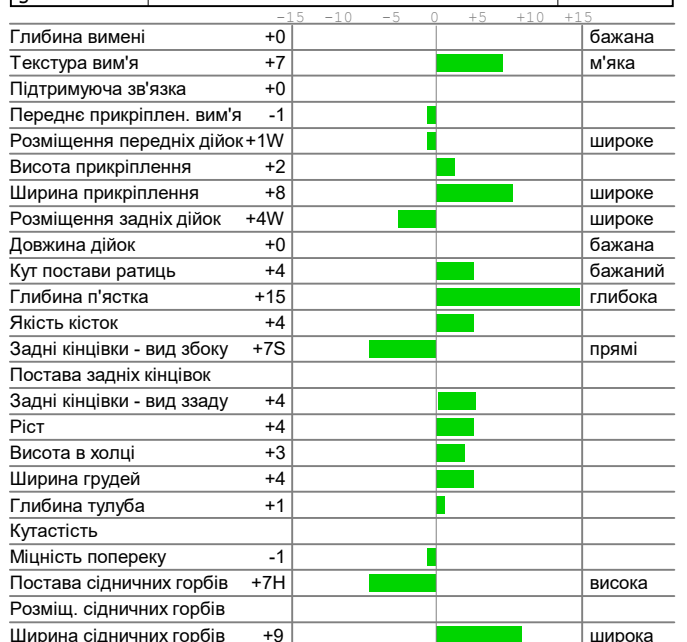 -15 -10 -5 0 +5 +10 +15
Глибина вимені +0 бажана
Текстура вим'я +7 м'яка
Підтримуюча зв'язка +0
Переднє прикріплен. вим'я -1
Розміщення передніх дійок +1W широке
Висота прикріплення +2
Ширина прикріплення +8 широке
Розміщення задніх дійок +4W широке
Довжина дійок +0 бажана
Кут постави ратиць +4 бажаний
Глибина п'ястка +15 глибока
Якість кісток +4
Задні кінцівки - вид збоку +7S прямі
Постава задніх кінцівок
Задні кінцівки - вид ззаду +4
Ріст +4
Висота в холці +3
Ширина грудей +4
Глибина тулуба +1
Кутастість
Міцність попереку -1
Постава сідничних горбів +7H висока
Розміщ. сідничних горбів
Ширина сідничних горбів +9 широка